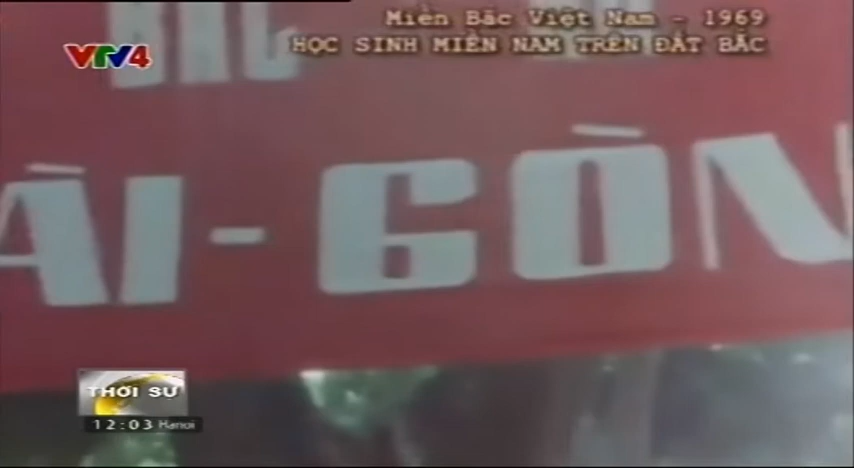 Miền Bắc Việt Nam - 1969
HỌC SINH MIỀN NAM TRÊN ĐẤT BẮC
VTV4
ÀI-GÒN
THỜI SỰ
12:03 Hanoi